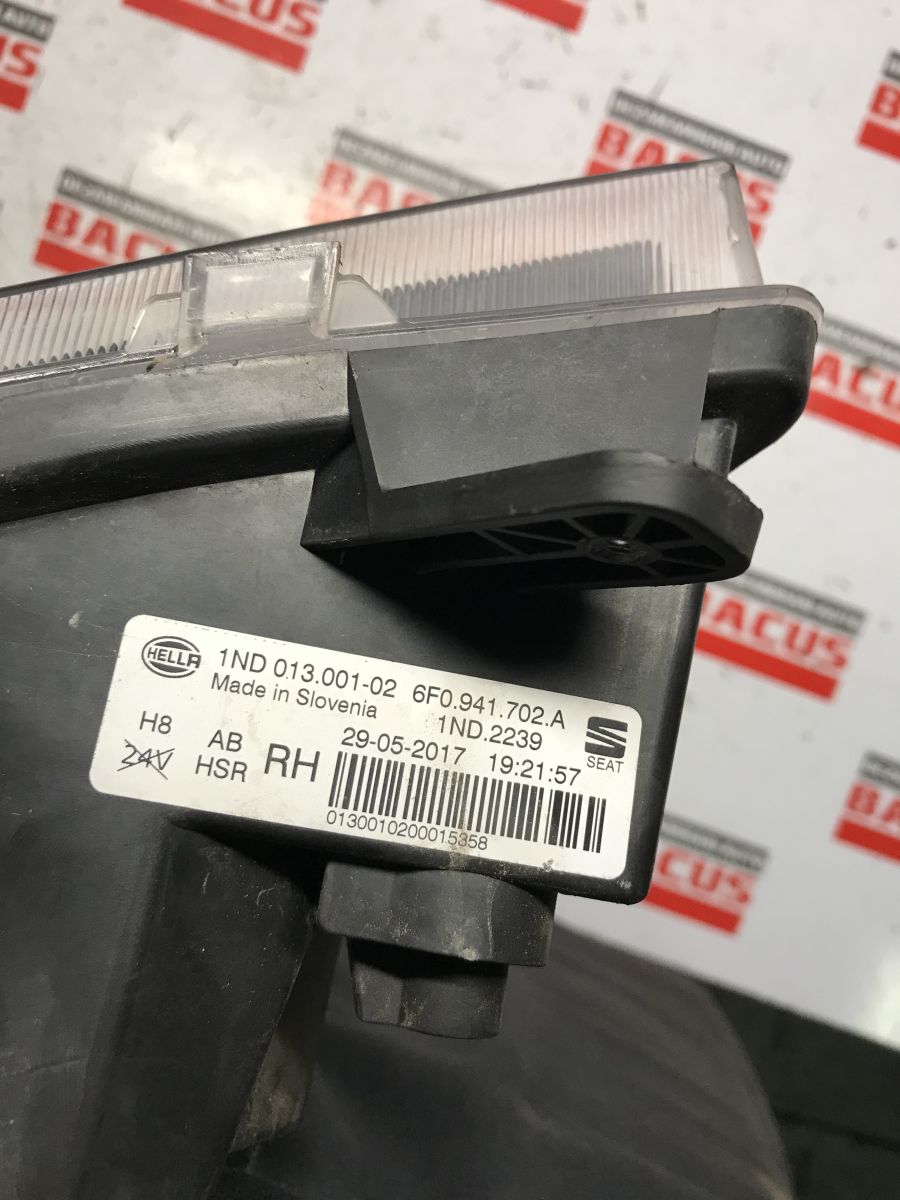 BACUS
BACUS
BACUS
BACUS
BACUS
HELLA
1ND 013.001-02 6F0.941.702.A
Made in Slovenia 1ND.2239
H8 AB RH 29-05-2017 19:21:57 SEAT
24V HSR
0130010200015358